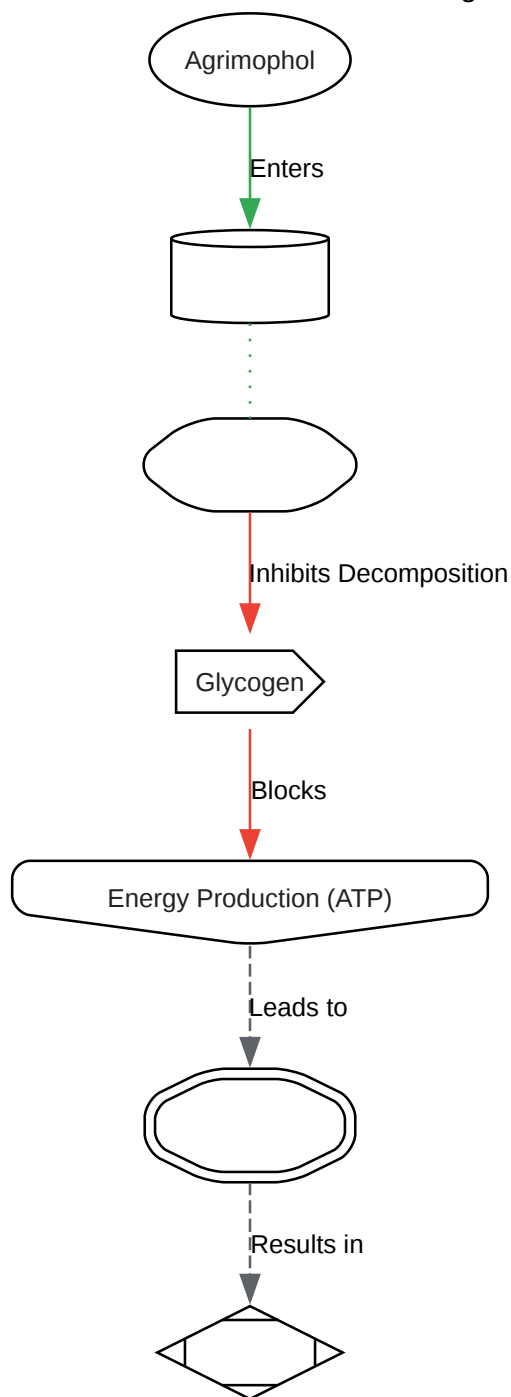 Agrimophol
Enters
Inhibits Decomposition
Glycogen
Blocks
Energy Production (ATP)
Leads to
Results in